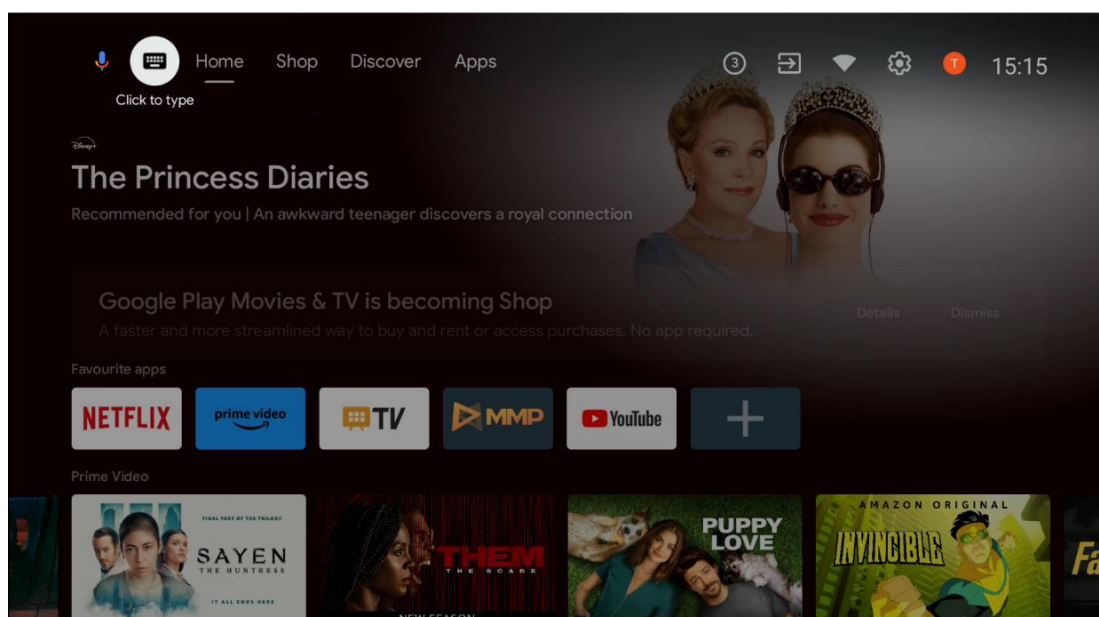 Home Shop Discover Apps 3 T 15:15
Click to type
Disney+
The Princess Diaries
Recommended for you | An awkward teenager discovers a royal connection
Google Play Movies & TV is becoming Shop
A faster and more streamlined way to buy and rent or access purchases. No app required.
Details Dismiss
Favourite apps
NETFLIX prime video TV MMP YouTube
Prime Video
FINAL PART OF THE TRILOGY
SAYEN
THE HUNTRESS
IT ALL ENDS HERE
THEM
THE SCARE
NEW SEASON
PUPPY
LOVE
AMAZON ORIGINAL
INVINCIBLE
Fa